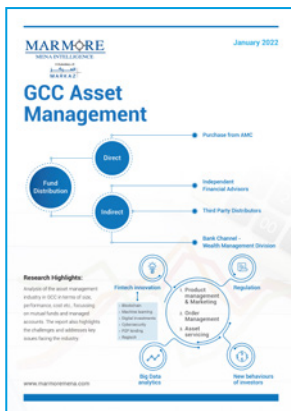 MARMORE
MENA INTELLIGENCE
MARKAZ
January 2022
GCC Asset
Management
Direct
Purchase from AMC
Fund
Distribution
Independent
Financial Advisors
Indirect
Third Party Distributors
Bank Channel -
Wealth Management Division
Research Highlights:
Analysis of the asset management
industry in GCC in terms of size,
performance, cost etc., focussing
on mutual funds and managed
accounts. The report also highlights
the challenges and addresses key
issues facing the industry.
Fintech innovation
Blockchain
Machine learning
Digital investments
Cybersecurity
P2P lending
Regtech
1. Product
management
& Marketing
2. Order
Management
3. Asset
servicing
Regulation
Big Data
analytics
New behaviours
of investors
www.marmoremena.com